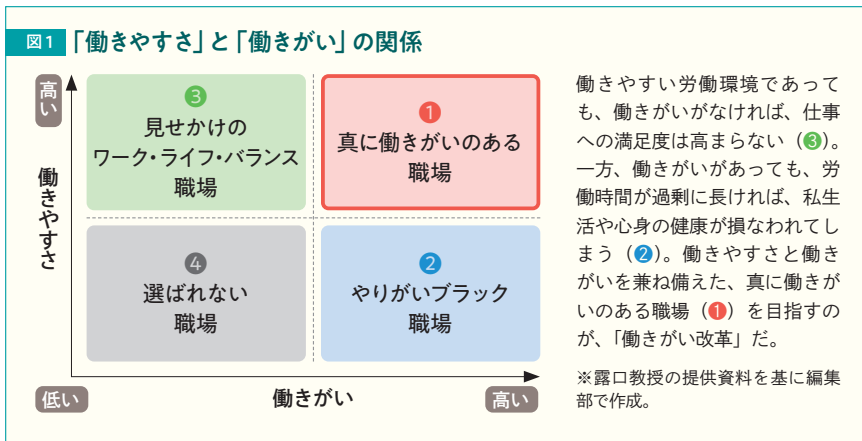 図1 「働きやすさ」と「働きがい」の関係
高い
働きやすさ
❸
見せかけの
ワーク・ライフ・バランス
職場
❶
真に働きがいのある
職場
❹
選ばれない
職場
❷
やりがいブラック
職場
低い
働きがい
高い
働きやすい労働環境であって
も、働きがいがなければ、仕事
への満足度は高まらない（❸）。
一方、働きがいがあっても、労
働時間が過剰に長ければ、私生
活や心身の健康が損なわれてし
まう（❷）。働きやすさと働き
がいを兼ね備えた、真に働きが
いのある職場（❶）を目指すの
が、「働きがい改革」だ。
※露口教授の提供資料を基に編集
部で作成。